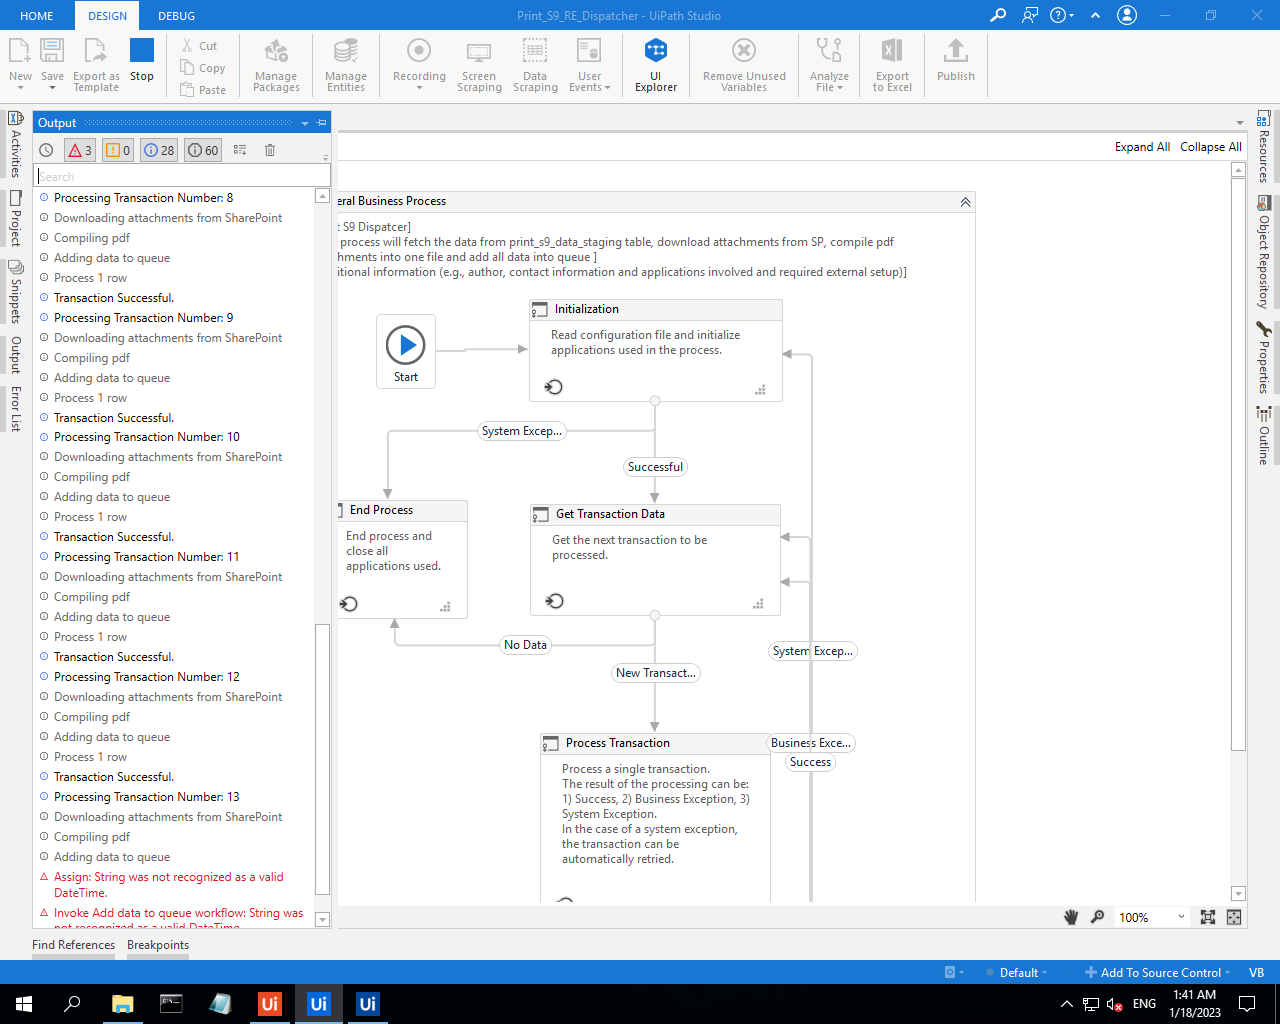 HOME
DESIGN
DEBUG
Print_S9_RE_Dispatcher - UiPath Studio
New
Save
Export as
Template
Stop
Cut
Copy
Paste
Manage
Packages
Manage
Entities
Recording
Screen
Scraping
Data
Scraping
User
Events
UI
Explorer
Remove Unused
Variables
Analyze
File
Export
to Excel
Publish
Activities
Project
Snippets
Output
Error List
Output
3
0
28
60
Search
Processing Transaction Number: 8
Downloading attachments from SharePoint
Compiling pdf
Adding data to queue
Process 1 row
Transaction Successful.
Processing Transaction Number: 9
Downloading attachments from SharePoint
Compiling pdf
Adding data to queue
Process 1 row
Transaction Successful.
Processing Transaction Number: 10
Downloading attachments from SharePoint
Compiling pdf
Adding data to queue
Process 1 row
Transaction Successful.
Processing Transaction Number: 11
Downloading attachments from SharePoint
Compiling pdf
Adding data to queue
Process 1 row
Transaction Successful.
Processing Transaction Number: 12
Downloading attachments from SharePoint
Compiling pdf
Adding data to queue
Process 1 row
Transaction Successful.
Processing Transaction Number: 13
Downloading attachments from SharePoint
Compiling pdf
Adding data to queue
Assign: String was not recognized as a valid
DateTime.
Invoke Add data to queue workflow: String was
not recognized as a valid DateTime.
Find References
Breakpoints
Expand All
Collapse All
eral Business Process
t S9 Dispatcer]
process will fetch the data from print_s9_data_staging table, download attachments from SP, compile pdf
hments into one file and add all data into queue ]
itional information (e.g., author, contact information and applications involved and required external setup)]
Start
Initialization
Read configuration file and initialize
applications used in the process.
System Excep...
Successful
End Process
End process and
close all
applications used.
Get Transaction Data
Get the next transaction to be
processed.
No Data
New Transact...
System Excep...
Process Transaction
Process a single transaction.
The result of the processing can be:
1) Success, 2) Business Exception, 3)
System Exception.
In the case of a system exception,
the transaction can be
automatically retried.
Business Exce...
Success
100%
Resources
Object Repository
Properties
Outline
Default
Add To Source Control
VB
Ui
Ui
Ui
ENG
1:41 AM
1/18/2023